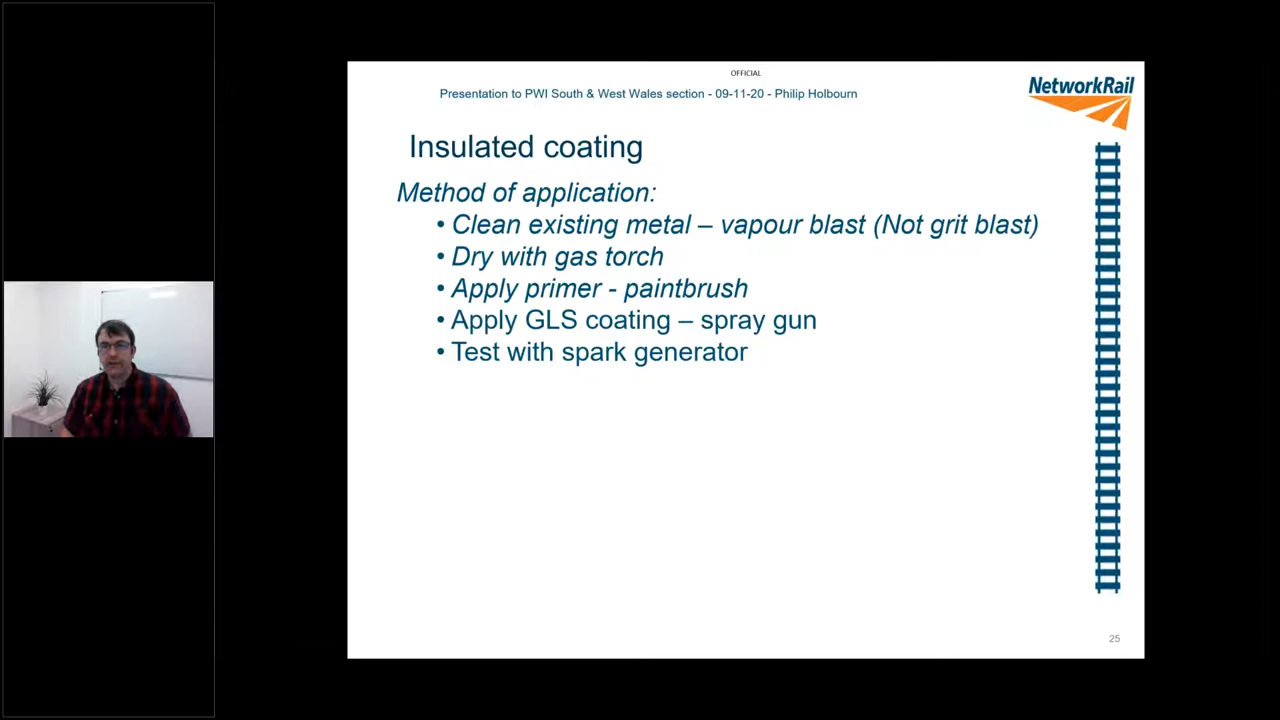 OFFICIAL
Presentation to PWI South & West Wales section - 09-11-20 - Philip Holbourn
NetworkRail
Insulated coating
Method of application:
• Clean existing metal – vapour blast (Not grit blast)
• Dry with gas torch
• Apply primer - paintbrush
• Apply GLS coating – spray gun
• Test with spark generator
25